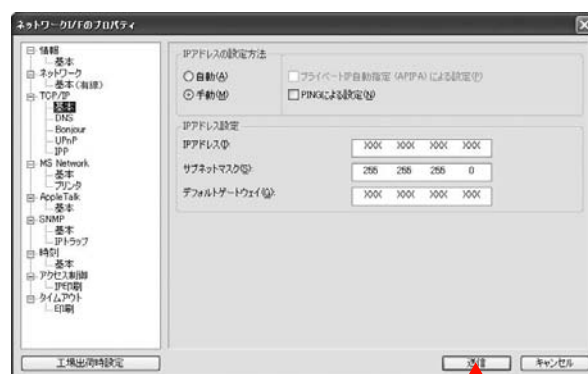 ネットワークI/Fのプロパティ
情報
基本
ネットワーク
基本(有線)
TCP/IP
基本
DNS
Bonjour
UPnP
IPP
MS Network
基本
プリンタ
AppleTalk
基本
SNMP
基本
IPトラップ
時刻
基本
アクセス制御
IP印刷
タイムアウト
印刷
工場出荷時設定
IPアドレスの設定方法
自動(A)
手動(M)
プライベートIP自動指定 (APIPA) による設定(P)
PINGによる設定(N)
IPアドレス設定
IPアドレス(I):
XXX XXX XXX XXX
サブネットマスク(S):
255 255 255 0
デフォルトゲートウェイ(G):
XXX XXX XXX XXX
送信
キャンセル